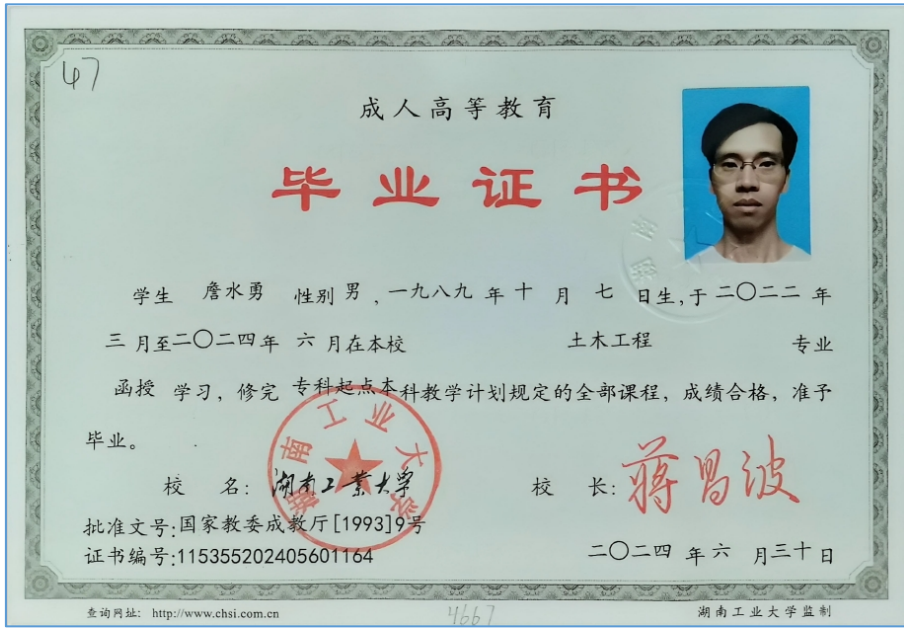 47
成人高等教育
毕业证书
学生 詹水勇 性别 男 ,一九八九 年 十 月 七 日生,于 二〇二二 年
三 月至二〇二四年 六 月在本校 土木工程 专业
函授 学习，修完 专科起点本科教学计划规定的全部课程，成绩合格，准予
毕业。
校 名: 湖南工业大学
校 长: 蒋昌波
湖南工业大学
批准文号:国家教委成教厅[1993]9号
证书编号:115355202405601164
二〇二四 年 六 月三十日
查询网址: http://www.chsi.com.cn
4667
湖南工业大学监制